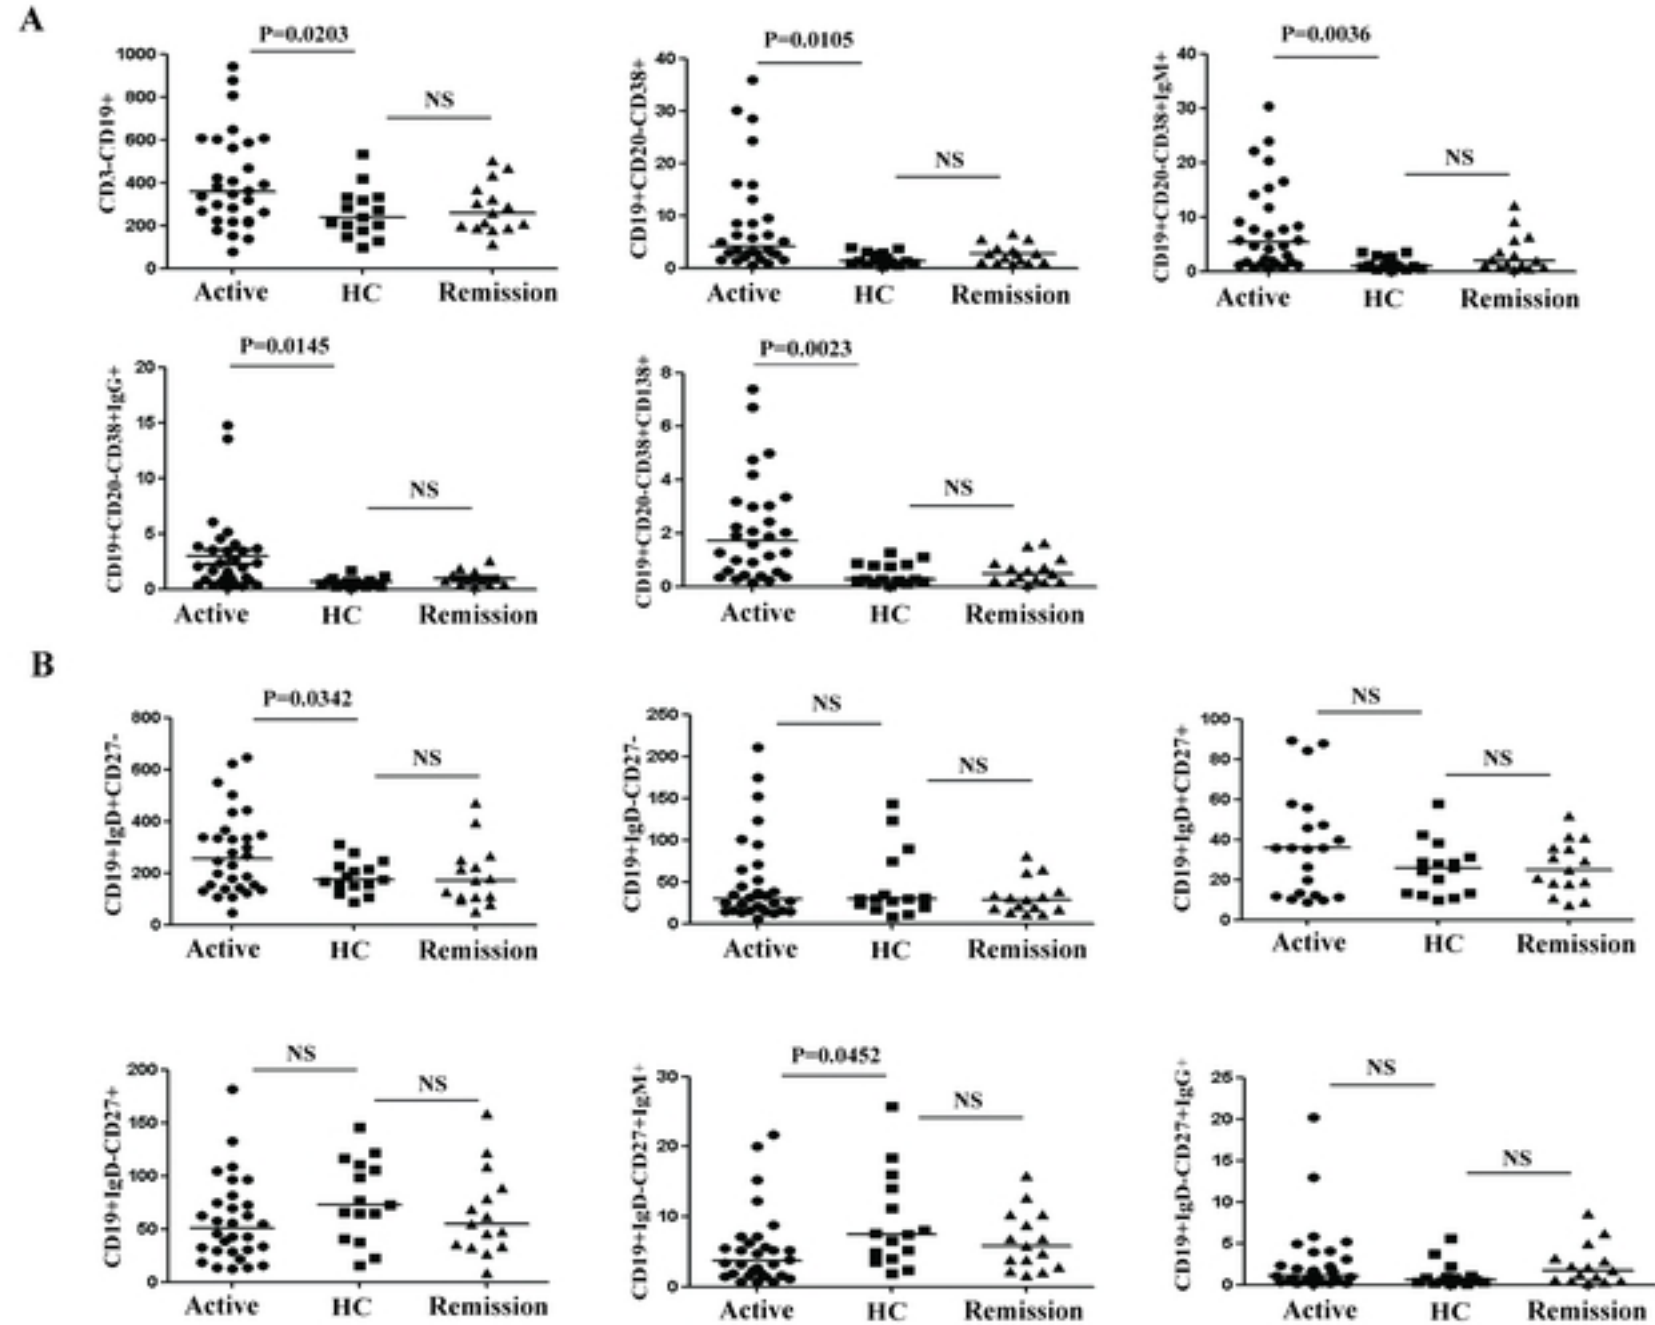 A
P=0.0203
NS
CD3-CD19+
1000
800
600
400
200
0
Active HC Remission
P=0.0105
NS
CD19+CD20-CD38+
40
30
20
10
0
Active HC Remission
P=0.0036
NS
CD19+CD20-CD38+IgM+
40
30
20
10
0
Active HC Remission
P=0.0145
NS
CD19+CD20-CD38+IgG+
20
15
10
5
0
Active HC Remission
P=0.0023
NS
CD19+CD20-CD38+CD138+
8
6
4
2
0
Active HC Remission
B
P=0.0342
NS
CD19+IgD+CD27-
800
600
400
200
0
Active HC Remission
NS
NS
CD19+IgD-CD27-
250
200
150
100
50
0
Active HC Remission
NS
NS
CD19+IgD+CD27+
100
80
60
40
20
0
Active HC Remission
NS
NS
CD19+IgD-CD27+
200
150
100
50
0
Active HC Remission
P=0.0452
NS
CD19+IgD-CD27+IgM+
30
20
10
0
Active HC Remission
NS
NS
CD19+IgD-CD27+IgG+
25
20
15
10
5
0
Active HC Remission